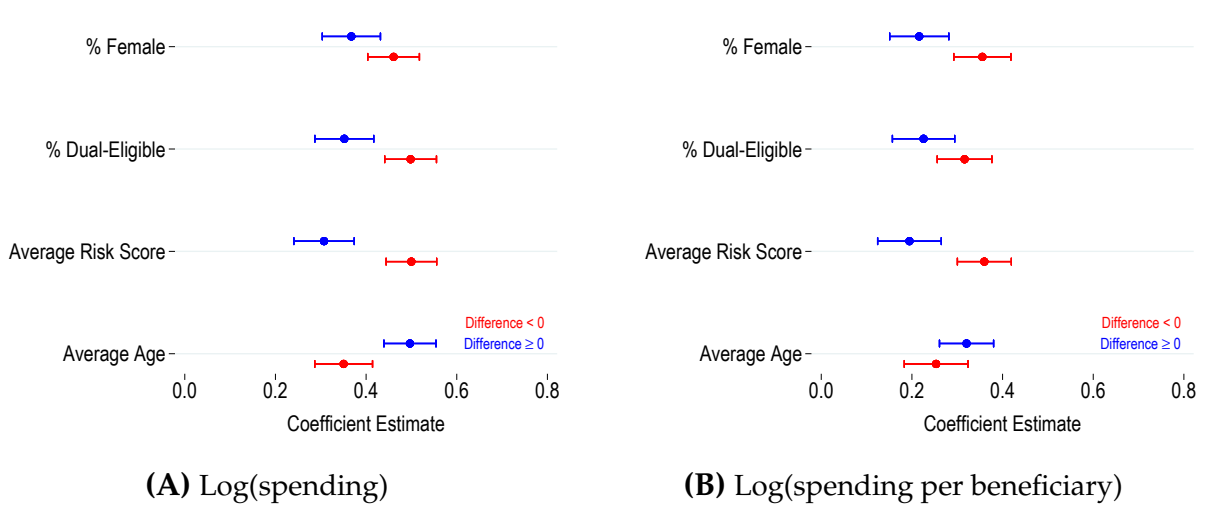 % Female
% Dual-Eligible
Average Risk Score
Average Age
Difference < 0
Difference ≥ 0
0.0 0.2 0.4 0.6 0.8
Coefficient Estimate
(A) Log(spending)
% Female
% Dual-Eligible
Average Risk Score
Average Age
Difference < 0
Difference ≥ 0
0.0 0.2 0.4 0.6 0.8
Coefficient Estimate
(B) Log(spending per beneficiary)